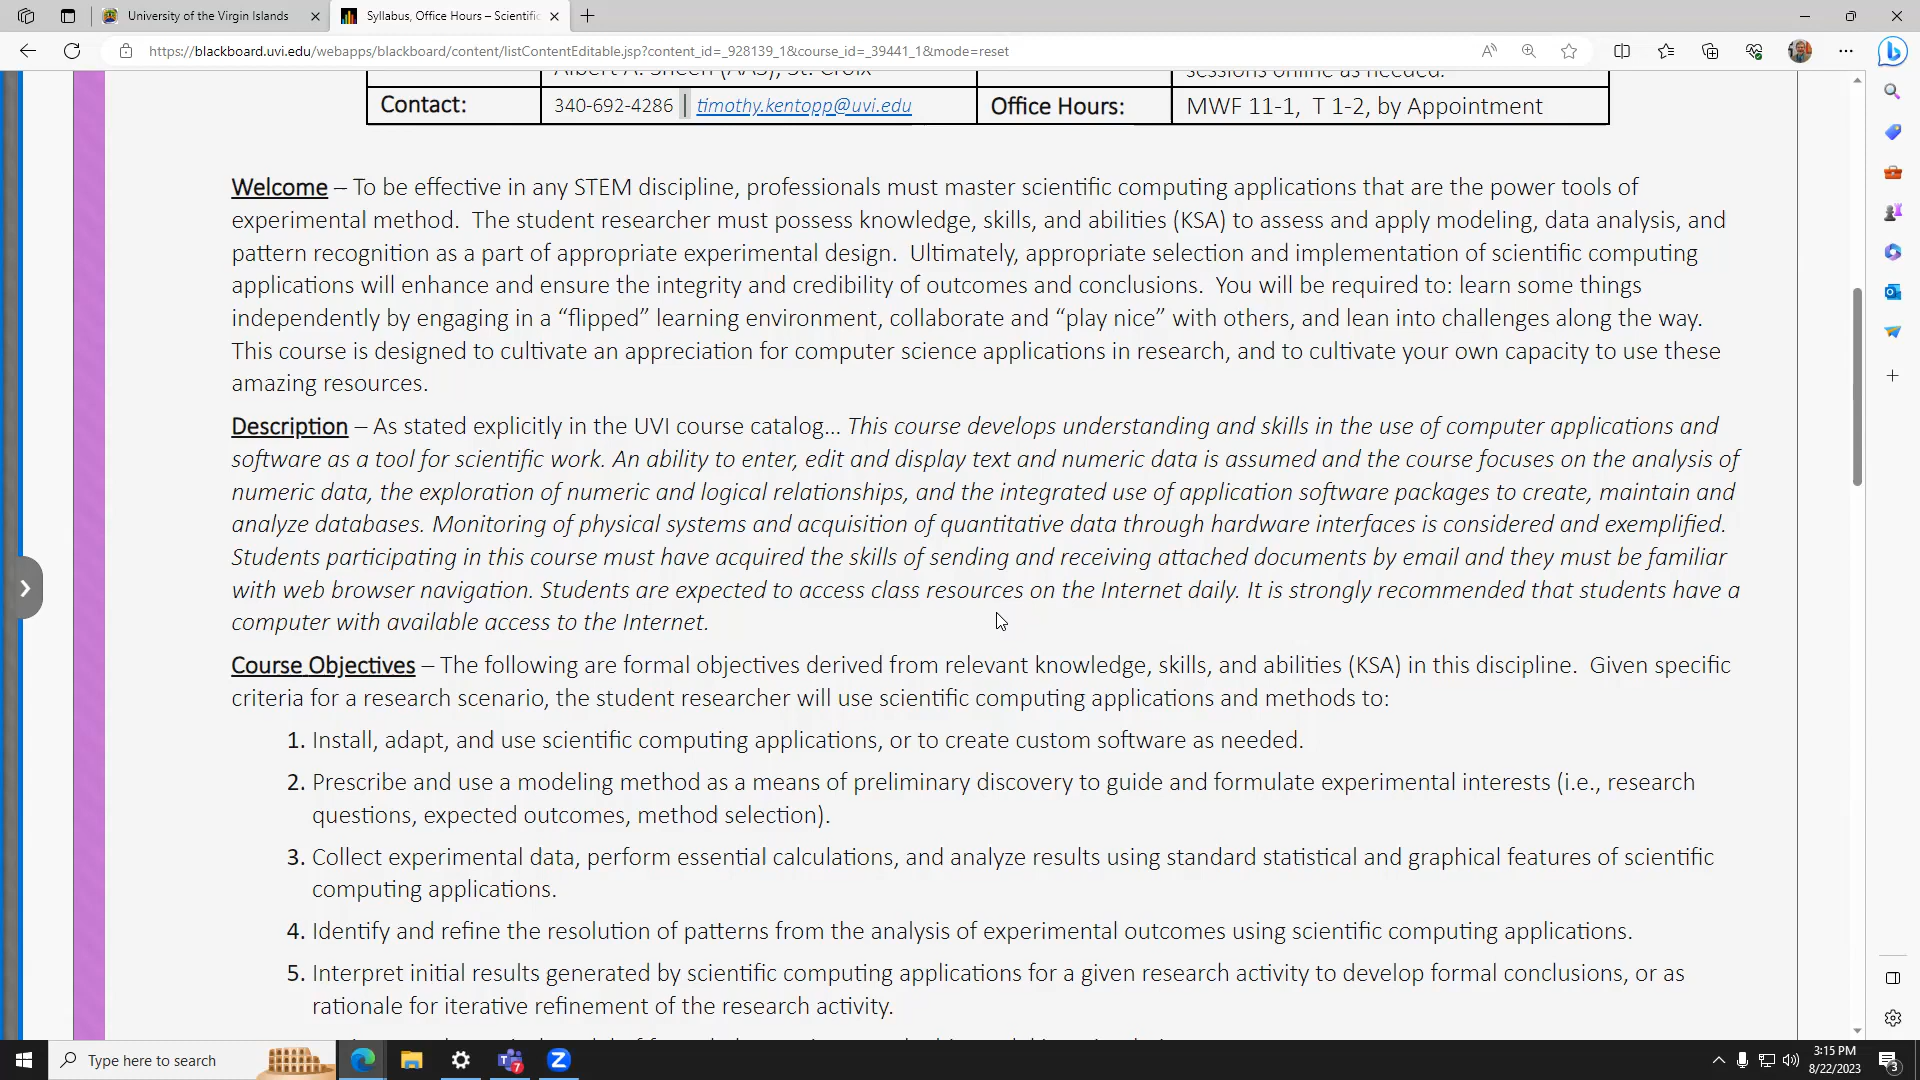 University of the Virgin Islands
Syllabus, Office Hours – Scientific
https://blackboard.uvi.edu/webapps/blackboard/content/listContentEditable.jsp?content_id=_928139_1&course_id=_39441_1&mode=reset
Albert A. Sheen (AAS), St. Croix
sessions online as needed.
Contact: 340-692-4286 | timothy.kentopp@uvi.edu Office Hours: MWF 11-1, T 1-2, by Appointment
Welcome – To be effective in any STEM discipline, professionals must master scientific computing applications that are the power tools of
experimental method. The student researcher must possess knowledge, skills, and abilities (KSA) to assess and apply modeling, data analysis, and
pattern recognition as a part of appropriate experimental design. Ultimately, appropriate selection and implementation of scientific computing
applications will enhance and ensure the integrity and credibility of outcomes and conclusions. You will be required to: learn some things
independently by engaging in a “flipped” learning environment, collaborate and “play nice” with others, and lean into challenges along the way.
This course is designed to cultivate an appreciation for computer science applications in research, and to cultivate your own capacity to use these
amazing resources.
Description – As stated explicitly in the UVI course catalog... This course develops understanding and skills in the use of computer applications and
software as a tool for scientific work. An ability to enter, edit and display text and numeric data is assumed and the course focuses on the analysis of
numeric data, the exploration of numeric and logical relationships, and the integrated use of application software packages to create, maintain and
analyze databases. Monitoring of physical systems and acquisition of quantitative data through hardware interfaces is considered and exemplified.
Students participating in this course must have acquired the skills of sending and receiving attached documents by email and they must be familiar
with web browser navigation. Students are expected to access class resources on the Internet daily. It is strongly recommended that students have a
computer with available access to the Internet.
Course Objectives – The following are formal objectives derived from relevant knowledge, skills, and abilities (KSA) in this discipline. Given specific
criteria for a research scenario, the student researcher will use scientific computing applications and methods to:
1. Install, adapt, and use scientific computing applications, or to create custom software as needed.
2. Prescribe and use a modeling method as a means of preliminary discovery to guide and formulate experimental interests (i.e., research
questions, expected outcomes, method selection).
3. Collect experimental data, perform essential calculations, and analyze results using standard statistical and graphical features of scientific
computing applications.
4. Identify and refine the resolution of patterns from the analysis of experimental outcomes using scientific computing applications.
5. Interpret initial results generated by scientific computing applications for a given research activity to develop formal conclusions, or as
rationale for iterative refinement of the research activity.
Type here to search
7
3:15 PM
8/22/2023
3